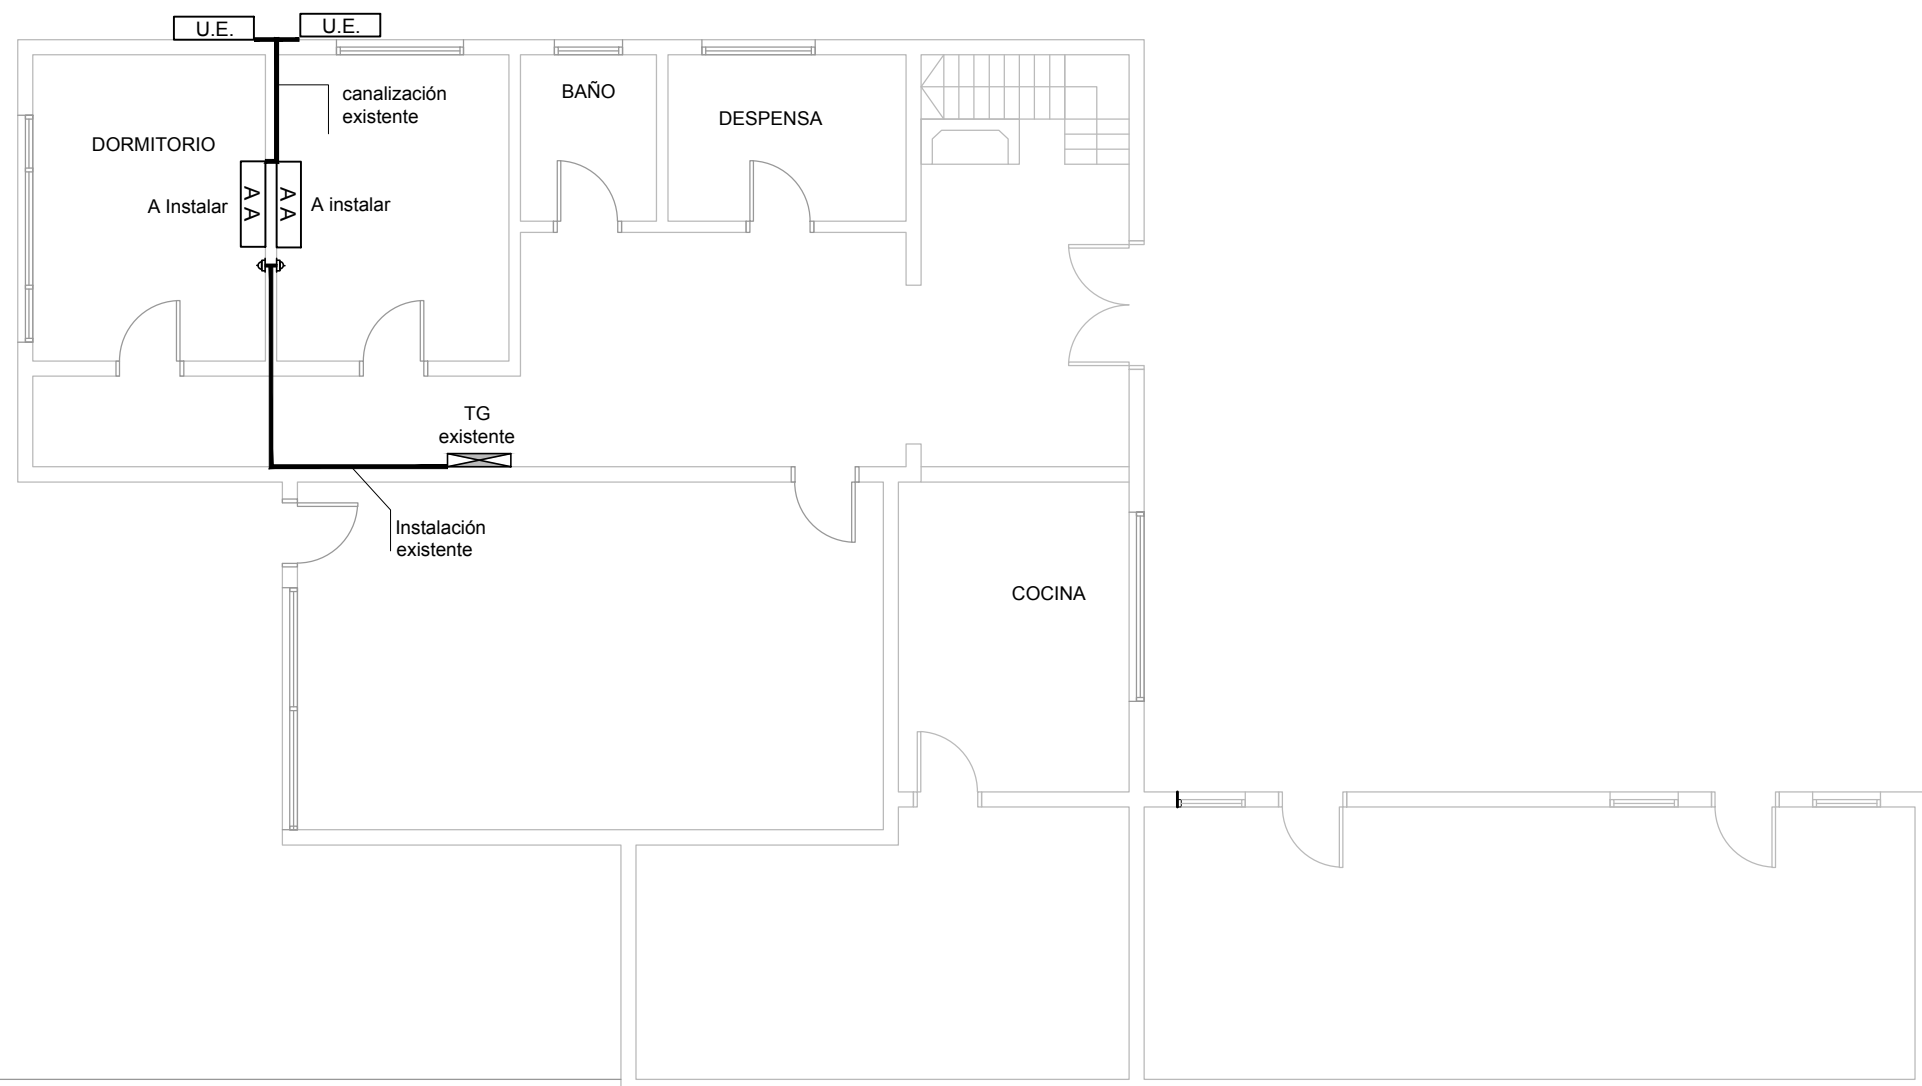 U.E.
U.E.
canalización
existente
BAÑO
DESPENSA
DORMITORIO
A Instalar
A A
A A
A instalar
TG
existente
Instalación
existente
COCINA